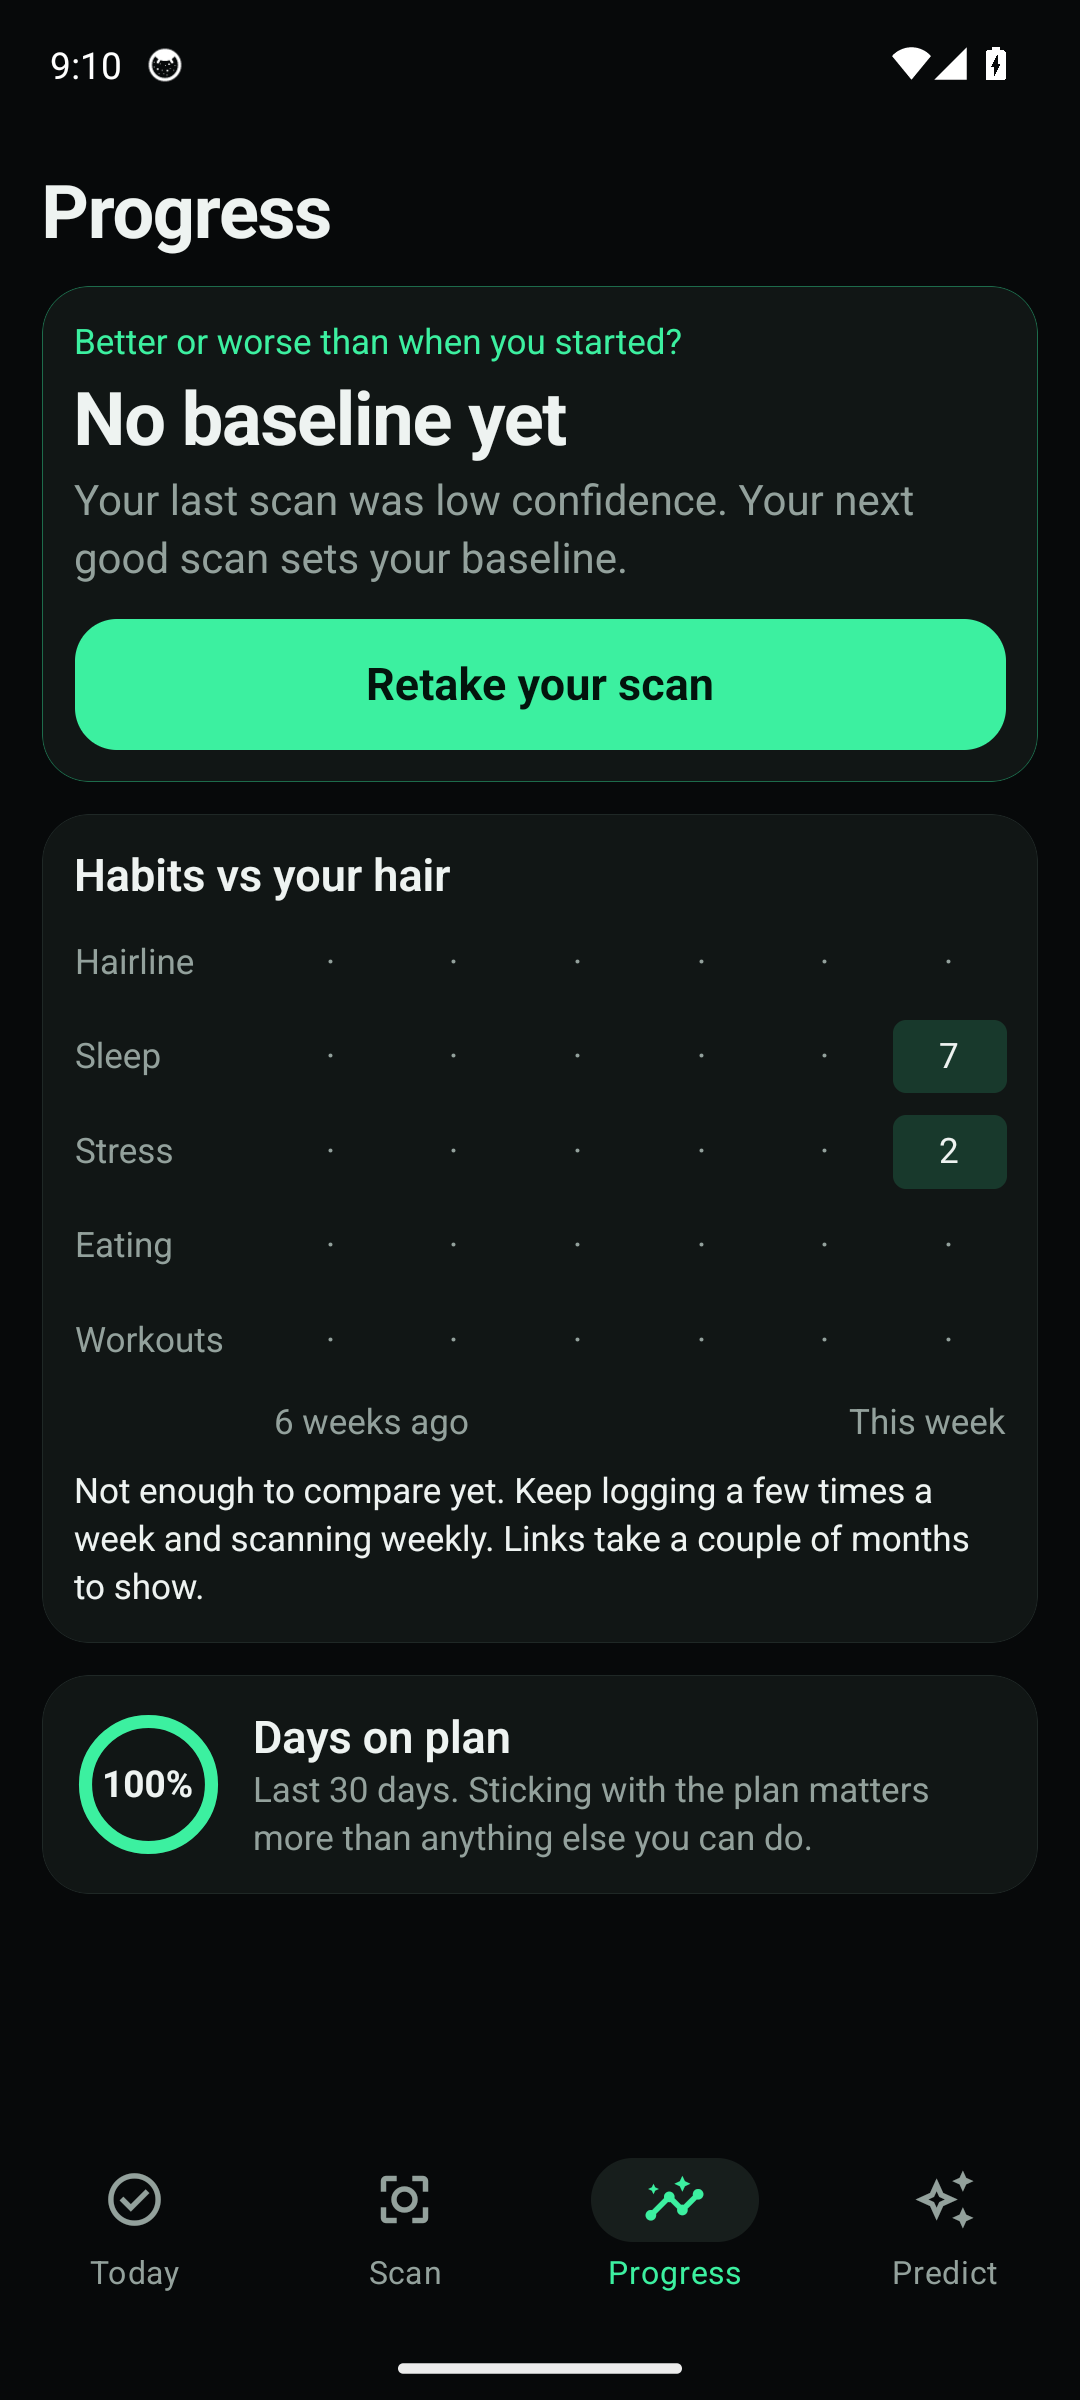 9:10
Progress
Better or worse than when you started?
No baseline yet
Your last scan was low confidence. Your next
good scan sets your baseline.
Retake your scan
Habits vs your hair
Hairline · · · · · ·
Sleep · · · · · 7
Stress · · · · · 2
Eating · · · · · ·
Workouts · · · · · ·
6 weeks ago This week
Not enough to compare yet. Keep logging a few times a
week and scanning weekly. Links take a couple of months
to show.
100%
Days on plan
Last 30 days. Sticking with the plan matters
more than anything else you can do.
Today Scan Progress Predict